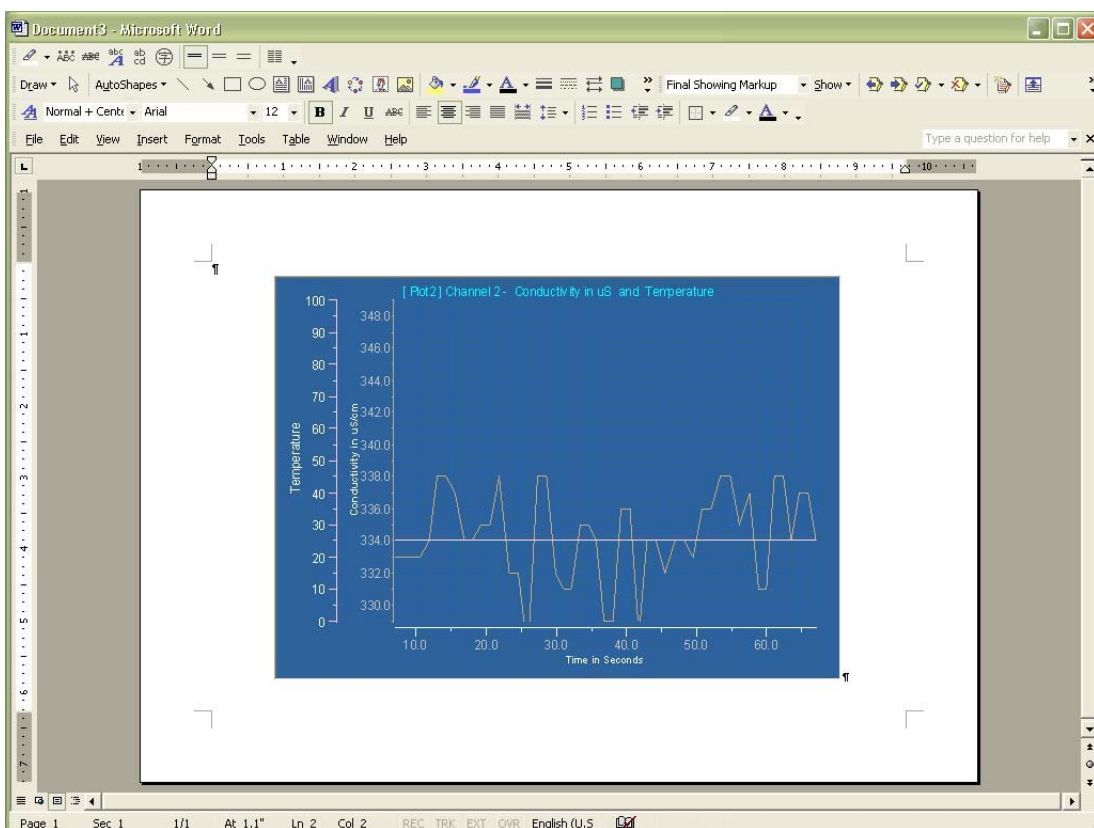 Document3 - Microsoft Word
Draw AutoShapes Final Showing Markup Show
Normal + Cente Arial 12 B I U ABC
File Edit View Insert Format Tools Table Window Help Type a question for help
[ Plot2 ] Channel 2 - Conductivity in uS and Temperature
100
90
80
70
60
50
40
30
20
10
0
Temperature
348.0
346.0
344.0
342.0
340.0
338.0
336.0
334.0
332.0
330.0
Conductivity in uS/cm
10.0 20.0 30.0 40.0 50.0 60.0
Time in Seconds
Page 1 Sec 1 1/1 At 1.1" Ln 2 Col 2 REC TRK EXT OVR English (U.S